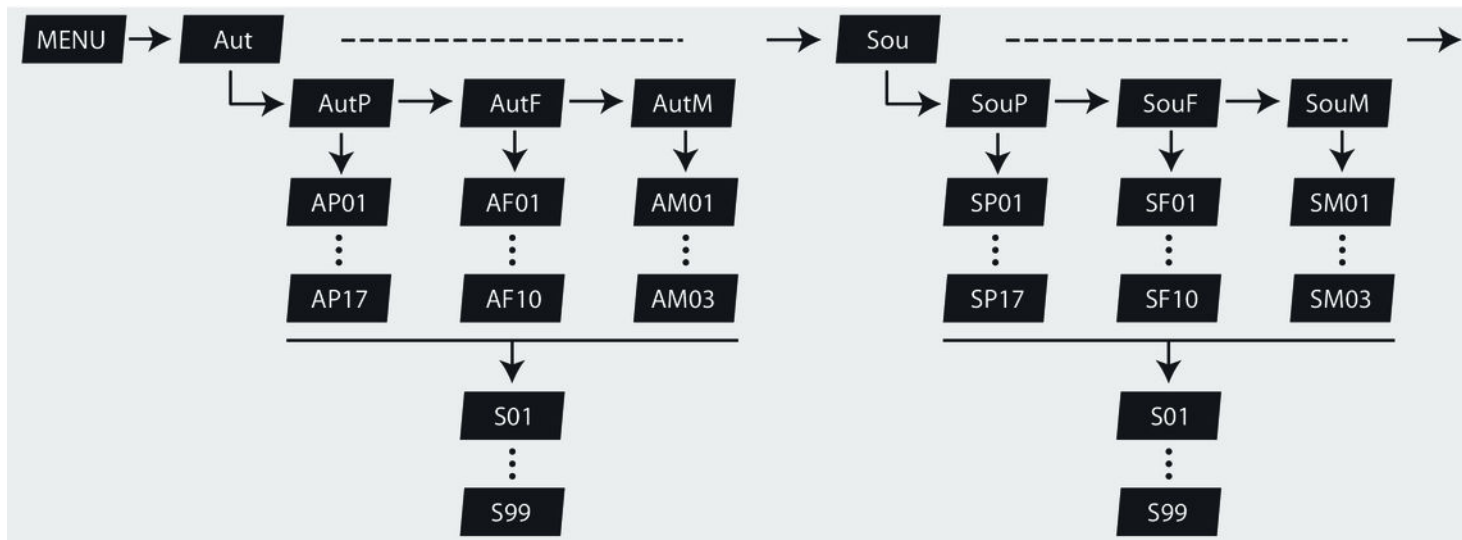 MENU Aut Sou
AutP AutF AutM SouP SouF SouM
AP01 AF01 AM01 SP01 SF01 SM01
AP17 AF10 AM03 SP17 SF10 SM03
S01 S01
S99 S99